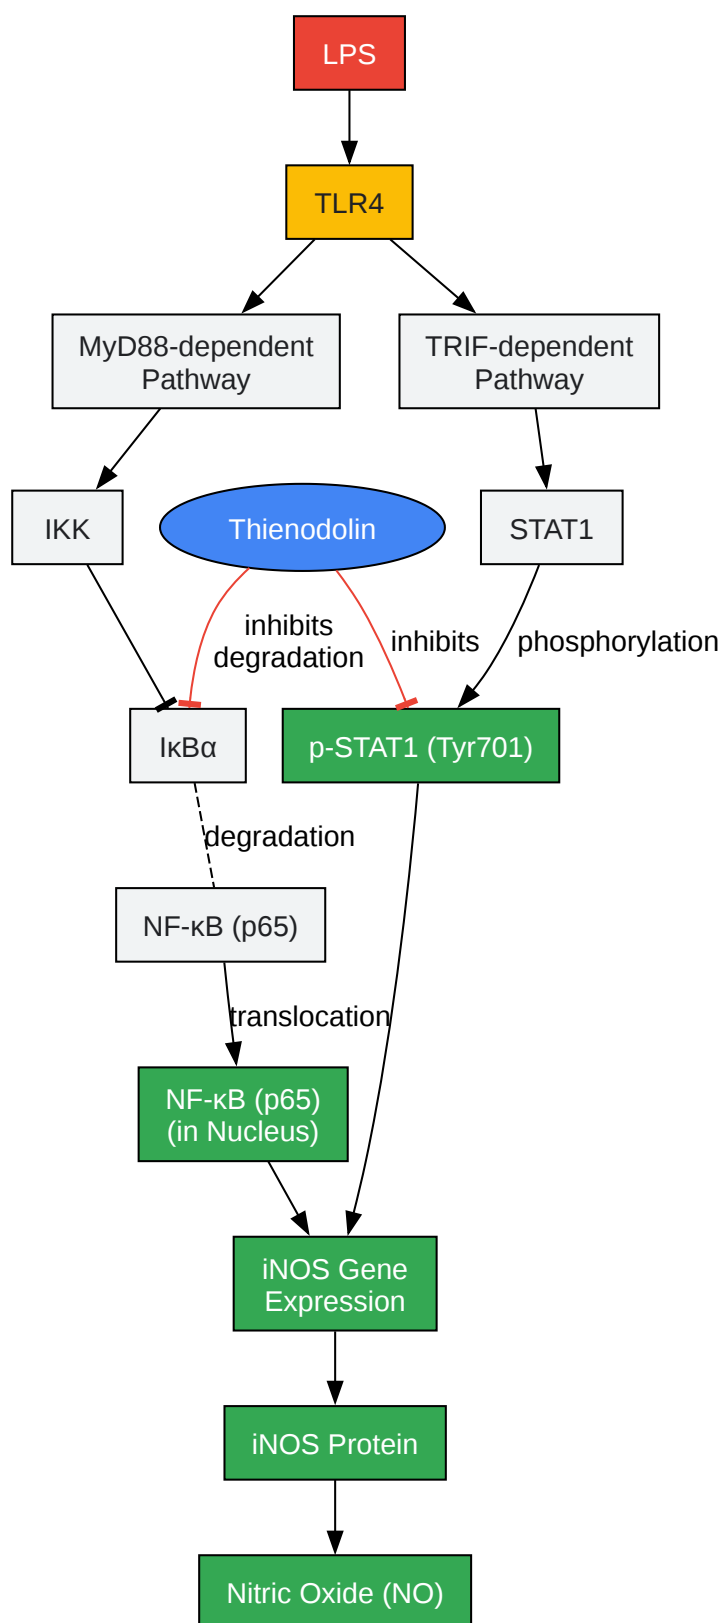 LPS
TLR4
MyD88-dependent
Pathway
TRIF-dependent
Pathway
IKK
Thienodolin
STAT1
inhibits
degradation
inhibits
phosphorylation
IκBα
p-STAT1 (Tyr701)
degradation
NF-κB (p65)
translocation
NF-κB (p65)
(in Nucleus)
iNOS Gene
Expression
iNOS Protein
Nitric Oxide (NO)